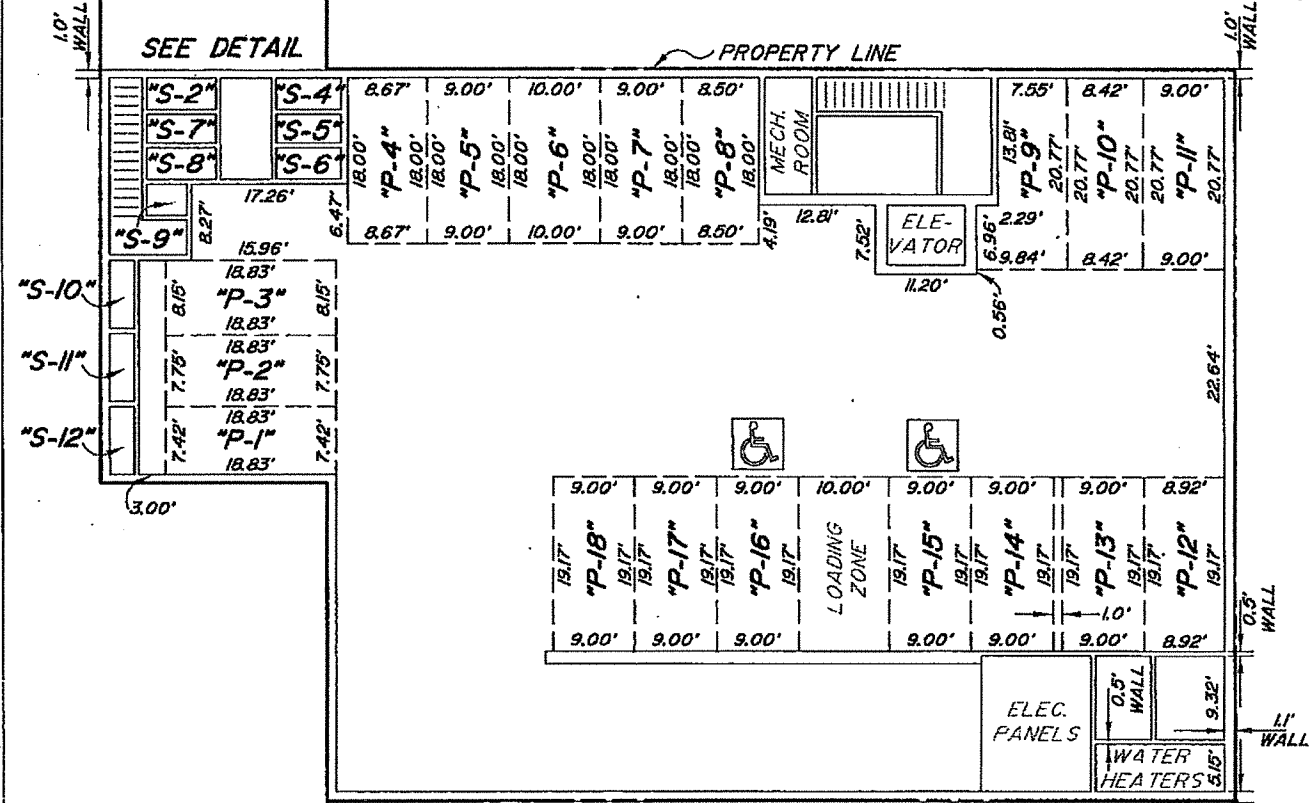 1.0' WALL
SEE DETAIL
PROPERTY LINE
1.0' WALL
"S-2"
"S-4"
"S-7"
"S-5"
"S-8"
"S-6"
"S-9"
17.26'
8.27'
6.47'
15.96'
8.67' 9.00' 10.00' 9.00' 8.50'
18.00' "P-4" 18.00'
18.00' "P-5" 18.00'
18.00' "P-6" 18.00'
18.00' "P-7" 18.00'
18.00' "P-8" 18.00'
8.67' 9.00' 10.00' 9.00' 8.50'
MECH.
ROOM
4.19'
12.81'
7.52'
ELE-
VATOR
6.96'
11.20'
0.56'
7.55' 8.42' 9.00'
13.81' "P-9" 20.77'
20.77' "P-10" 20.77'
20.77' "P-11" 20.77'
2.29'
9.84' 8.42' 9.00'
22.64'
"S-10"
"S-11"
"S-12"
18.83'
8.15' "P-3" 8.15'
18.83'
18.83'
7.75' "P-2" 7.75'
18.83'
18.83'
7.42' "P-1" 7.42'
18.83'
3.00'
9.00' 9.00' 9.00' 10.00' 9.00' 9.00' 9.00' 8.92'
19.17' "P-18" 19.17'
19.17' "P-17" 19.17'
19.17' "P-16" 19.17'
LOADING
ZONE
19.17' "P-15" 19.17'
19.17' "P-14" 19.17'
19.17' "P-13" 19.17'
19.17' "P-12" 19.17'
1.0'
9.00' 9.00' 9.00' 9.00' 9.00' 9.00' 8.92'
0.5' WALL
ELEC.
PANELS
0.5' WALL
9.32'
1.1' WALL
WATER
HEATERS
5.15'